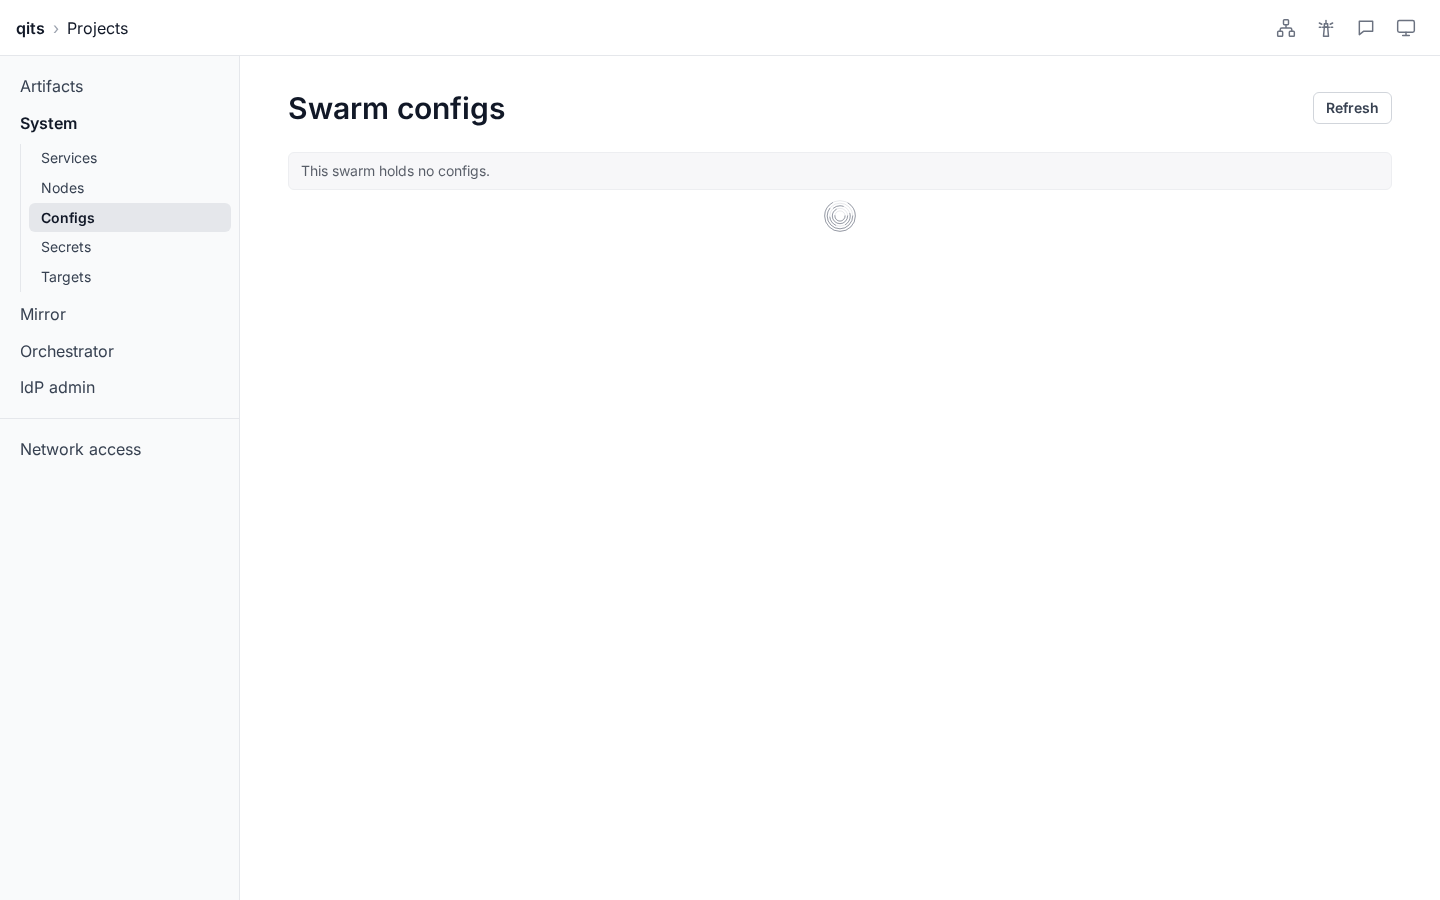 qits › Projects
Artifacts
System
Services
Nodes
Configs
Secrets
Targets
Mirror
Orchestrator
IdP admin
Network access
Swarm configs
Refresh
This swarm holds no configs.